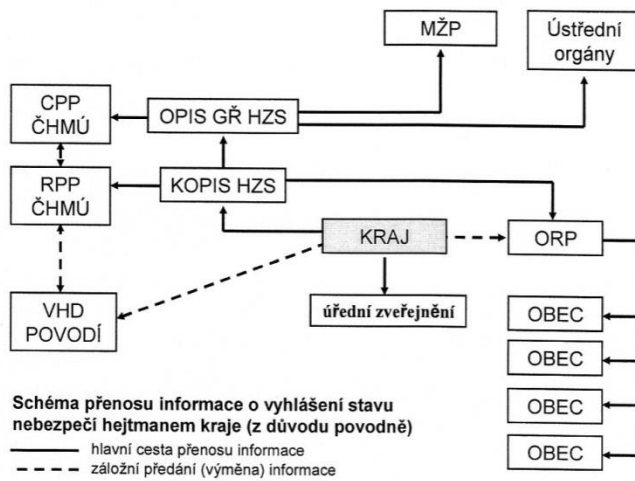 MŽP
Ústřední
orgány
CPP
ČHMÚ
OPIS GŘ HZS
RPP
ČHMÚ
KOPIS HZS
KRAJ
ORP
VHD
POVODÍ
úřední zveřejnění
OBEC
OBEC
OBEC
OBEC
Schéma přenosu informace o vyhlášení stavu
nebezpečí hejtmanem kraje (z důvodu povodně)
hlavní cesta přenosu informace
záložní předání (výměna) informace